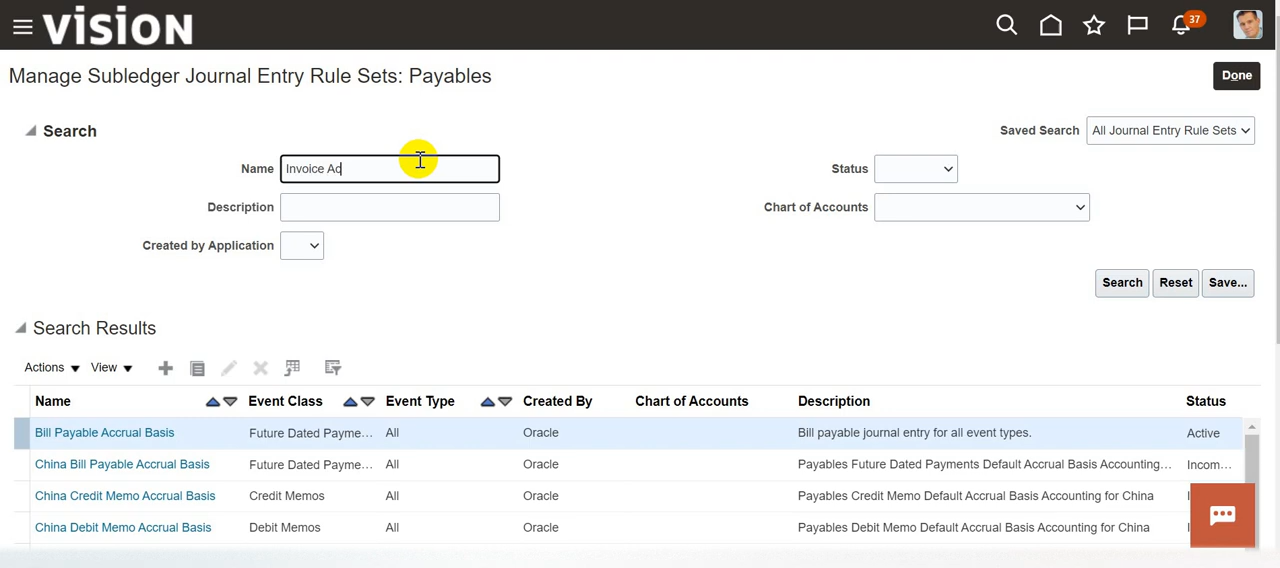 vision
37
Manage Subledger Journal Entry Rule Sets: Payables
Done
Search
Saved Search All Journal Entry Rule Sets
Name Invoice Ac
Status
Description
Chart of Accounts
Created by Application
Search Reset Save...
Search Results
Actions View
Name Event Class Event Type Created By Chart of Accounts Description Status
Bill Payable Accrual Basis Future Dated Payme... All Oracle Bill payable journal entry for all event types. Active
China Bill Payable Accrual Basis Future Dated Payme... All Oracle Payables Future Dated Payments Default Accrual Basis Accounting... Incom...
China Credit Memo Accrual Basis Credit Memos All Oracle Payables Credit Memo Default Accrual Basis Accounting for China
China Debit Memo Accrual Basis Debit Memos All Oracle Payables Debit Memo Default Accrual Basis Accounting for China